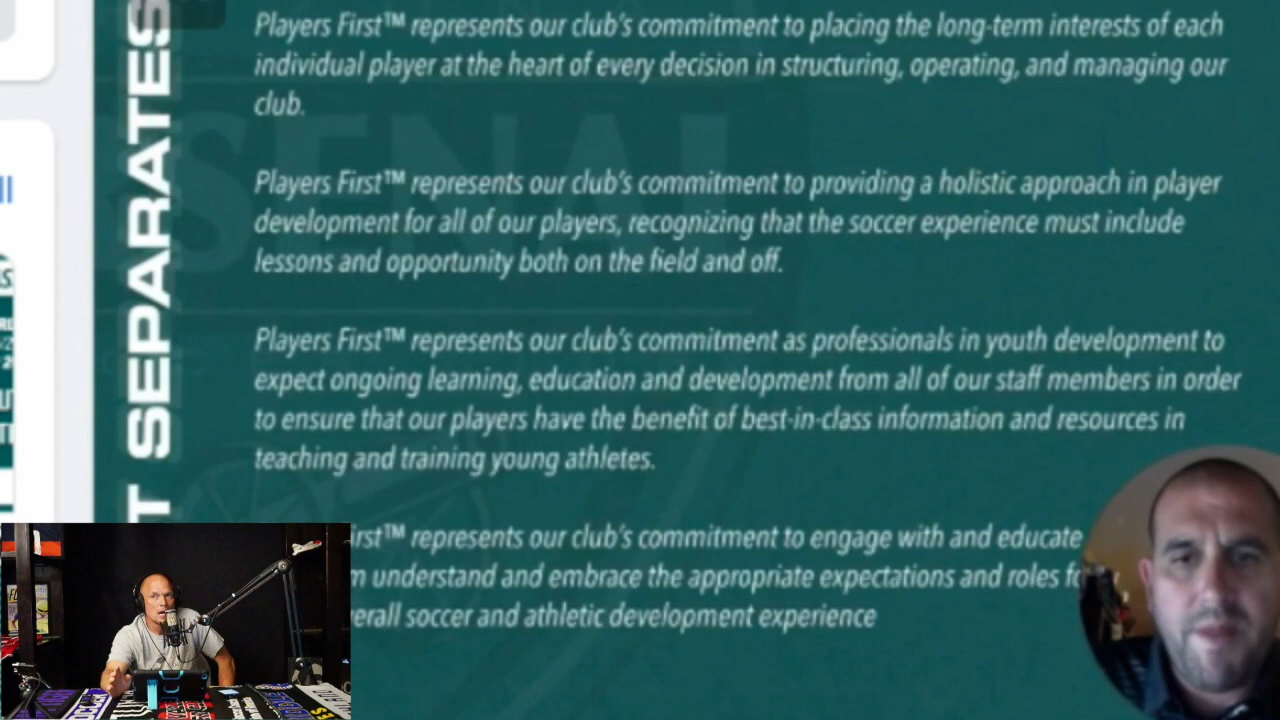 Players First™ represents our club's commitment to placing the long-term interests of each
individual player at the heart of every decision in structuring, operating, and managing our
club.
Players First™ represents our club's commitment to providing a holistic approach in player
development for all of our players, recognizing that the soccer experience must include
lessons and opportunity both on the field and off.
Players First™ represents our club's commitment as professionals in youth development to
expect ongoing learning, education and development from all of our staff members in order
to ensure that our players have the benefit of best-in-class information and resources in
teaching and training young athletes.
rst™ represents our club's commitment to engage with and educate
m understand and embrace the appropriate expectations and roles fo
verall soccer and athletic development experience
T SEPARATES